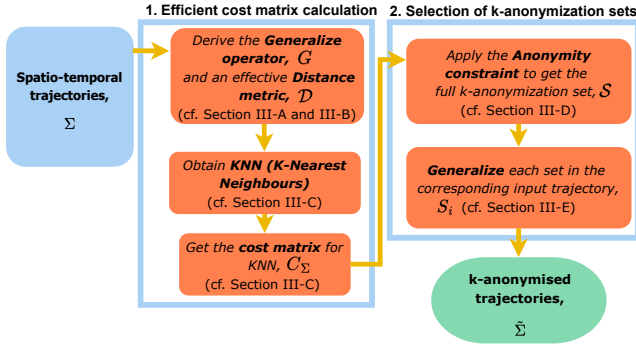 1. Efficient cost matrix calculation
2. Selection of k-anonymization sets
Spatio-temporal
trajectories,
Σ
Derive the Generalize
operator, G
and an effective Distance
metric, 𝒟
(cf. Section III-A and III-B)
Obtain KNN (K-Nearest
Neighbours)
(cf. Section III-C)
Get the cost matrix for
KNN, C_Σ
(cf. Section III-C)
Apply the Anonymity
constraint to get the
full k-anonymization set, 𝒮
(cf. Section III-D)
Generalize each set in the
corresponding input trajectory,
S_i (cf. Section III-E)
k-anonymised
trajectories,
Σ̃